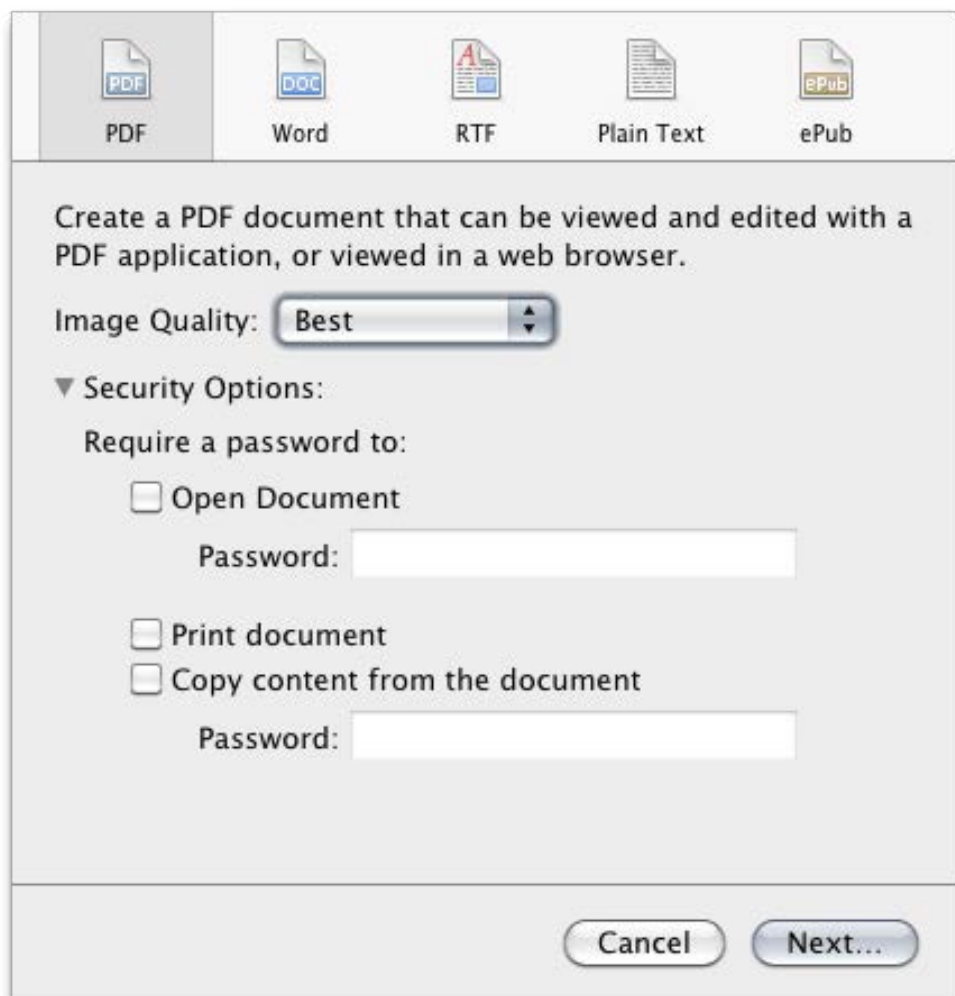 PDF DOC A ePub
PDF Word RTF Plain Text ePub
Create a PDF document that can be viewed and edited with a
PDF application, or viewed in a web browser.
Image Quality: Best
Security Options:
Require a password to:
Open Document
Password:
Print document
Copy content from the document
Password:
Cancel Next...